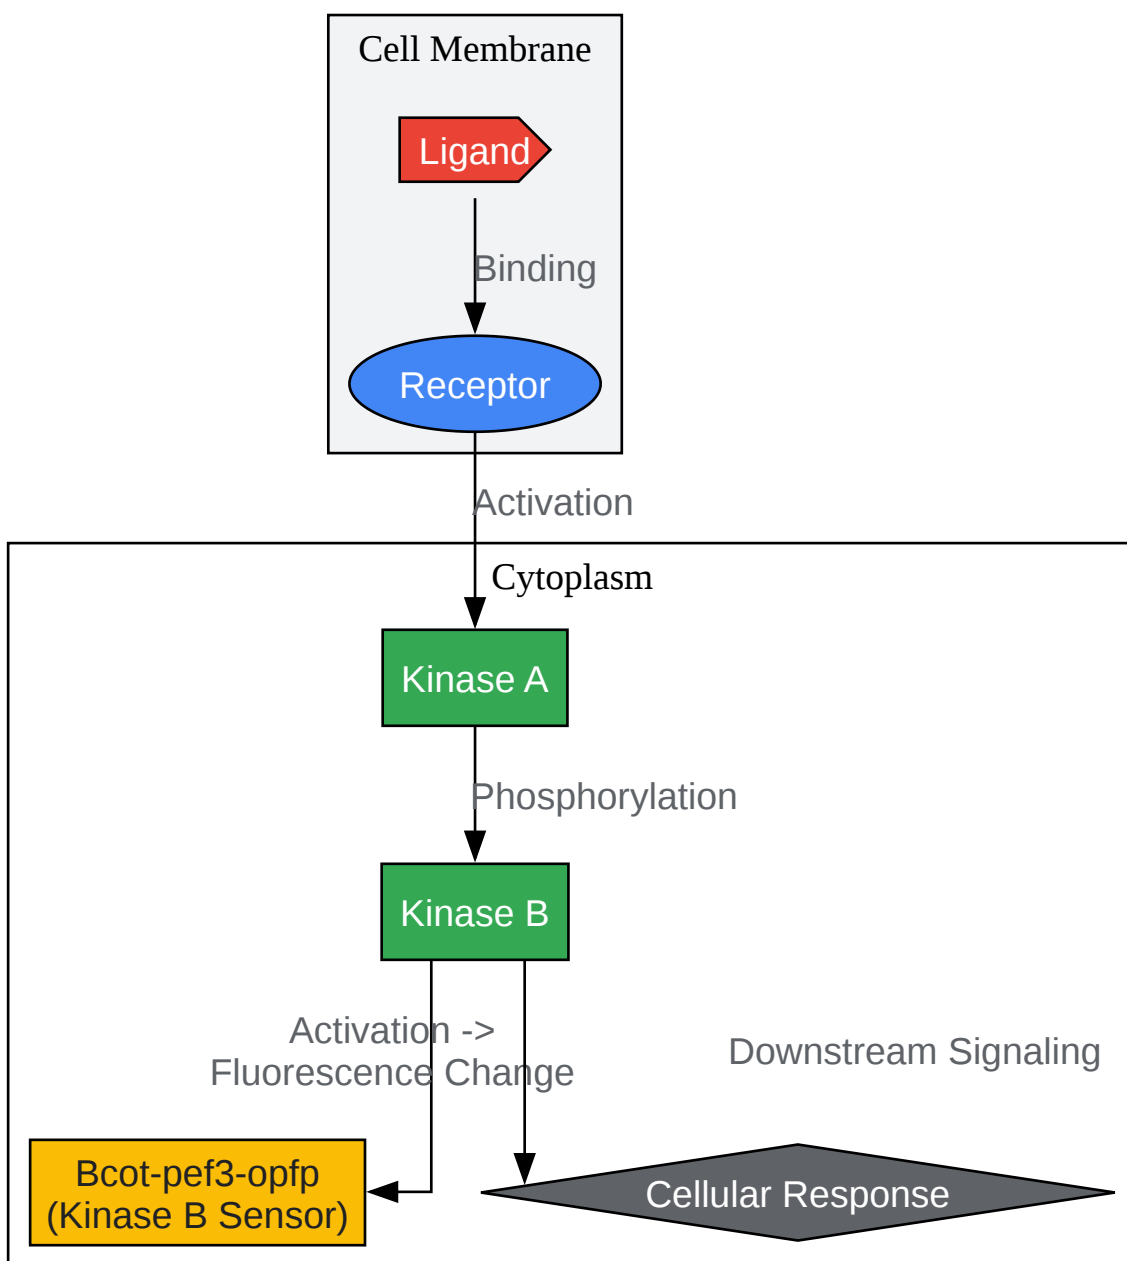 Cell Membrane
Ligand
Binding
Receptor
Activation
Cytoplasm
Kinase A
Phosphorylation
Kinase B
Activation ->
Fluorescence Change
Downstream Signaling
Bcot-pef3-opfp
(Kinase B Sensor)
Cellular Response